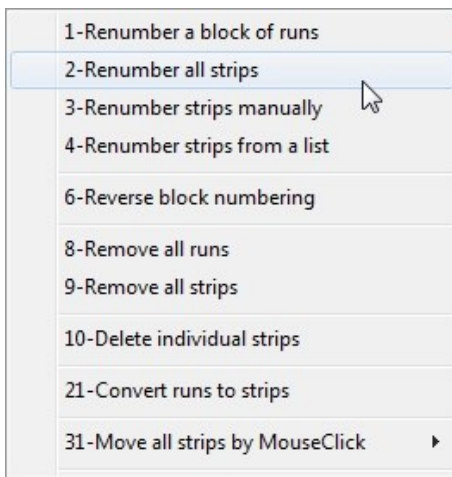 1-Renumber a block of runs
2-Renumber all strips
3-Renumber strips manually
4-Renumber strips from a list
6-Reverse block numbering
8-Remove all runs
9-Remove all strips
10-Delete individual strips
21-Convert runs to strips
31-Move all strips by MouseClick